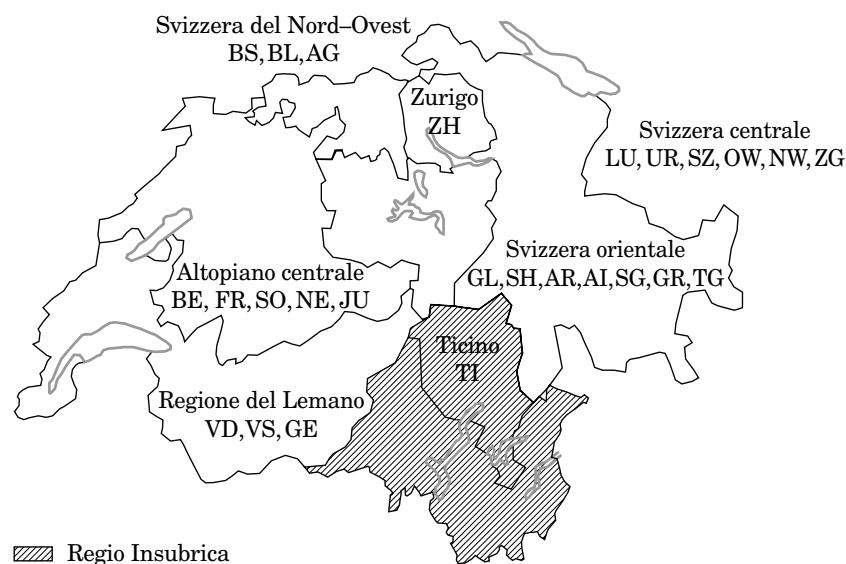 Svizzera del Nord–Ovest
BS, BL, AG
Zurigo
ZH
Svizzera centrale
LU, UR, SZ, OW, NW, ZG
Svizzera orientale
GL, SH, AR, AI, SG, GR, TG
Altopiano centrale
BE, FR, SO, NE, JU
Ticino
TI
Regione del Lemano
VD, VS, GE
Regio Insubrica